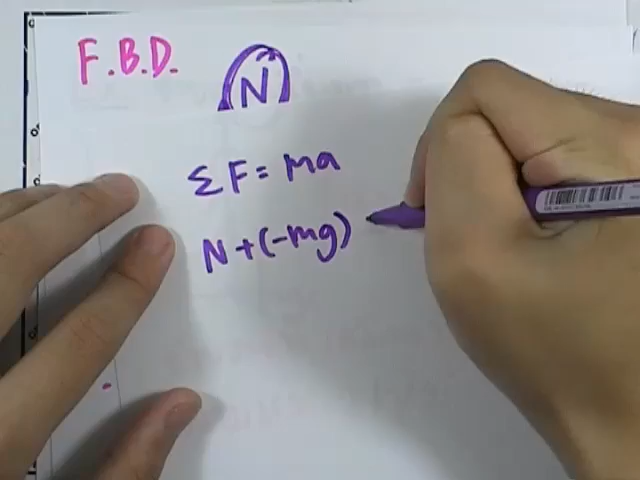 F.B.D.
N
ΣF = ma
N + (-mg)